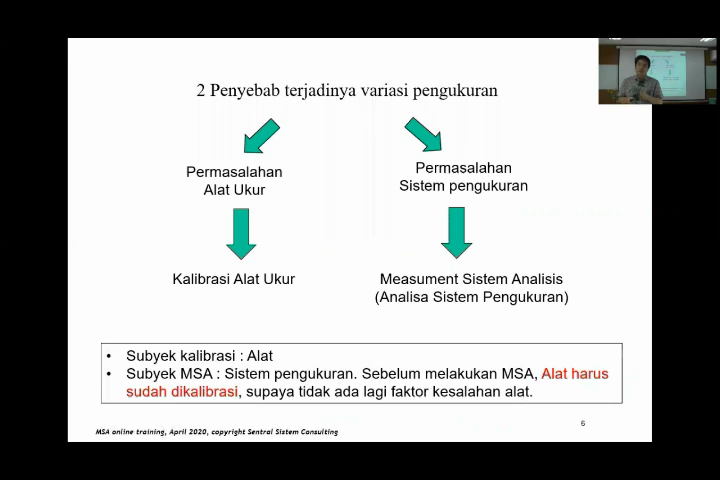 2 Penyebab terjadinya variasi pengukuran
Permasalahan
Alat Ukur
Permasalahan
Sistem pengukuran
Kalibrasi Alat Ukur
Measument Sistem Analisis
(Analisa Sistem Pengukuran)
• Subyek kalibrasi : Alat
• Subyek MSA : Sistem pengukuran. Sebelum melakukan MSA, Alat harus
sudah dikalibrasi, supaya tidak ada lagi faktor kesalahan alat.
6
MSA online training, April 2020, copyright Sentral Sistem Consulting